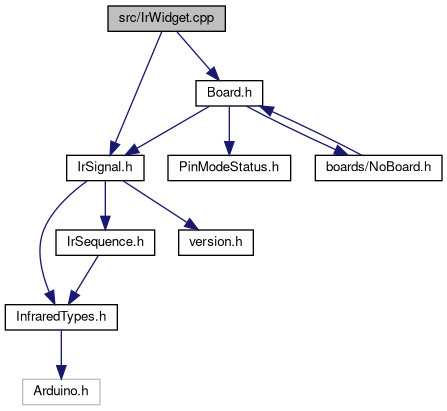 src/IrWidget.cpp
Board.h
IrSignal.h
PinModeStatus.h
boards/NoBoard.h
IrSequence.h
version.h
InfraredTypes.h
Arduino.h